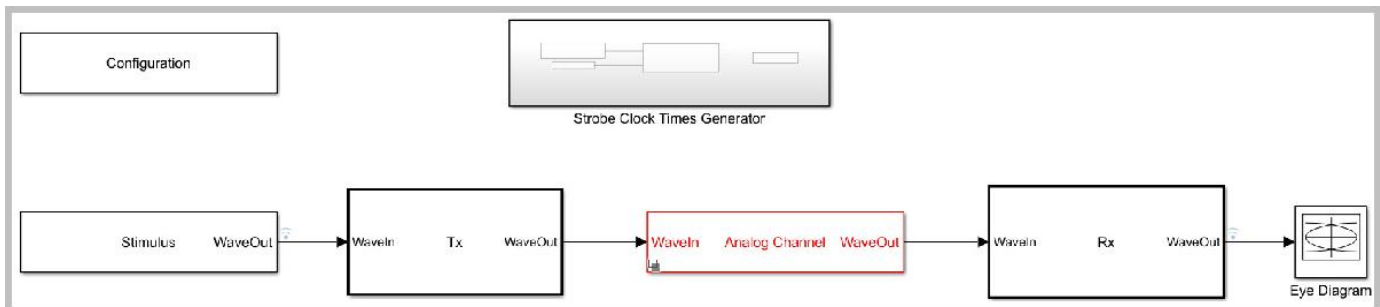 Configuration
Strobe Clock Times Generator
Stimulus WaveOut
WaveIn Tx WaveOut
WaveIn Analog Channel WaveOut
WaveIn Rx WaveOut
Eye Diagram